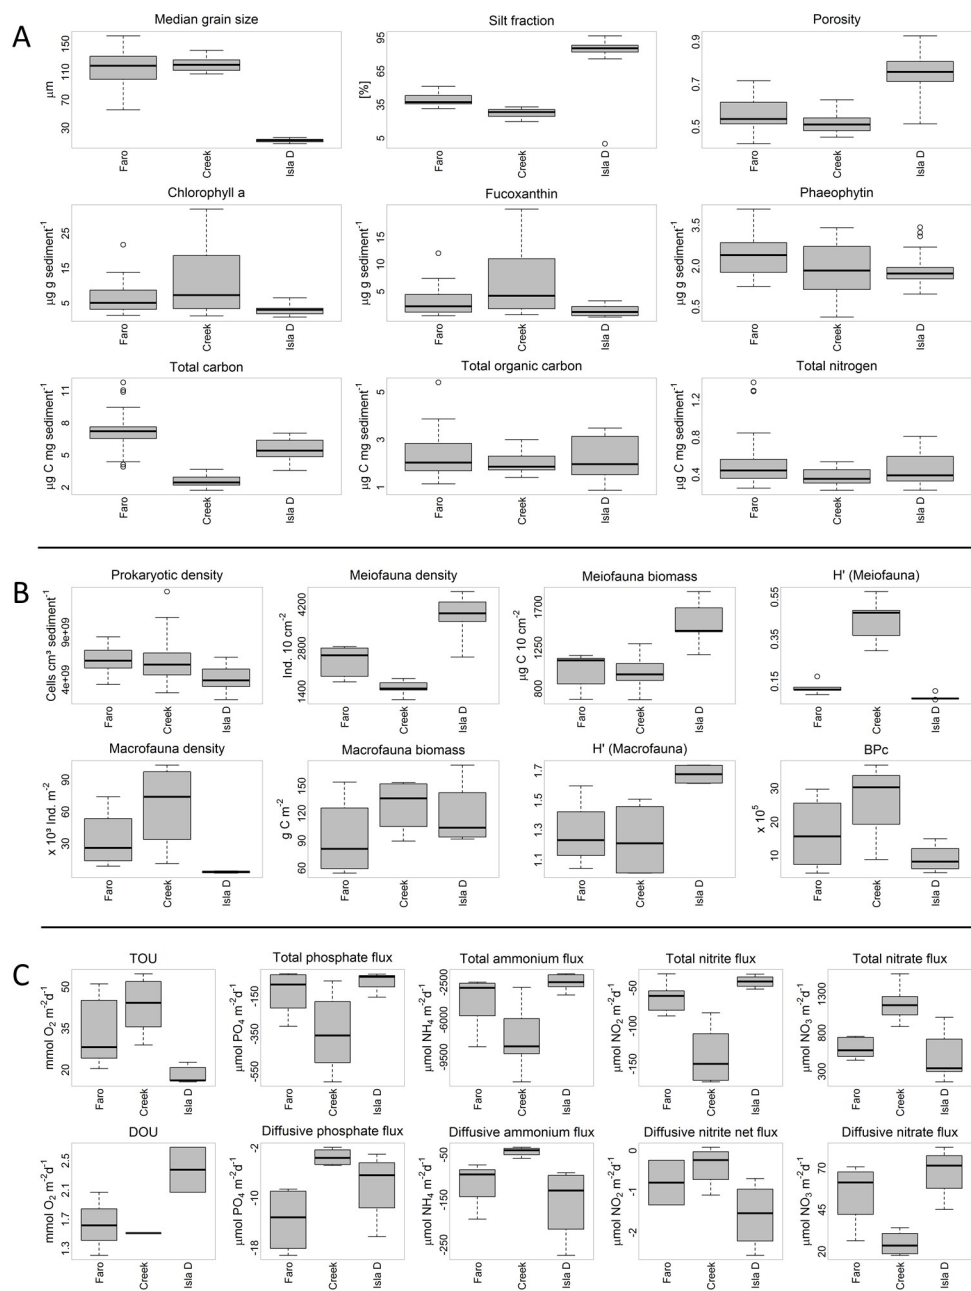 A
Median grain size
Silt fraction
Porosity
µm
150
110
70
30
Faro
Creek
Isla D
[%]
95
65
35
5
Faro
Creek
Isla D
0.9
0.7
0.5
Faro
Creek
Isla D
Chlorophyll a
Fucoxanthin
Phaeophytin
µg g sediment⁻¹
25
15
5
Faro
Creek
Isla D
µg g sediment⁻¹
15
10
5
0
Faro
Creek
Isla D
µg g sediment⁻¹
3.5
2.0
0.5
Faro
Creek
Isla D
Total carbon
Total organic carbon
Total nitrogen
µg C mg sediment⁻¹
11
8
5
2
Faro
Creek
Isla D
µg C mg sediment⁻¹
5
3
1
Faro
Creek
Isla D
µg C mg sediment⁻¹
1.2
0.8
0.4
Faro
Creek
Isla D
B
Prokaryotic density
Meiofauna density
Meiofauna biomass
H' (Meiofauna)
Cells cm³ sediment⁻¹
9e+09
4e+09
Faro
Creek
Isla D
Ind. 10 cm⁻²
4200
2800
1400
Faro
Creek
Isla D
µg C 10 cm⁻²
1700
1250
800
Faro
Creek
Isla D
0.55
0.35
0.15
Faro
Creek
Isla D
Macrofauna density
Macrofauna biomass
H' (Macrofauna)
BPc
x 10³ Ind. m⁻²
90
60
30
Faro
Creek
Isla D
g C m⁻²
150
120
90
60
Faro
Creek
Isla D
1.7
1.5
1.3
1.1
Faro
Creek
Isla D
x 10⁵
30
20
10
Faro
Creek
Isla D
C
TOU
Total phosphate flux
Total ammonium flux
Total nitrite flux
Total nitrate flux
mmol O₂ m⁻²d⁻¹
50
35
20
Faro
Creek
Isla D
µmol PO₄ m⁻²d⁻¹
-150
-350
-550
Faro
Creek
Isla D
µmol NH₄ m⁻²d⁻¹
-2500
-6000
-9500
Faro
Creek
Isla D
µmol NO₂ m⁻²d⁻¹
-50
-100
-150
Faro
Creek
Isla D
µmol NO₃ m⁻²d⁻¹
1300
800
300
Faro
Creek
Isla D
DOU
Diffusive phosphate flux
Diffusive ammonium flux
Diffusive nitrite net flux
Diffusive nitrate flux
mmol O₂ m⁻²d⁻¹
2.5
2.1
1.7
1.3
Faro
Creek
Isla D
µmol PO₄ m⁻²d⁻¹
-2
-10
-18
Faro
Creek
Isla D
µmol NH₄ m⁻²d⁻¹
-50
-150
-250
Faro
Creek
Isla D
µmol NO₂ m⁻²d⁻¹
0
-1
-2
Faro
Creek
Isla D
µmol NO₃ m⁻²d⁻¹
70
45
20
Faro
Creek
Isla D